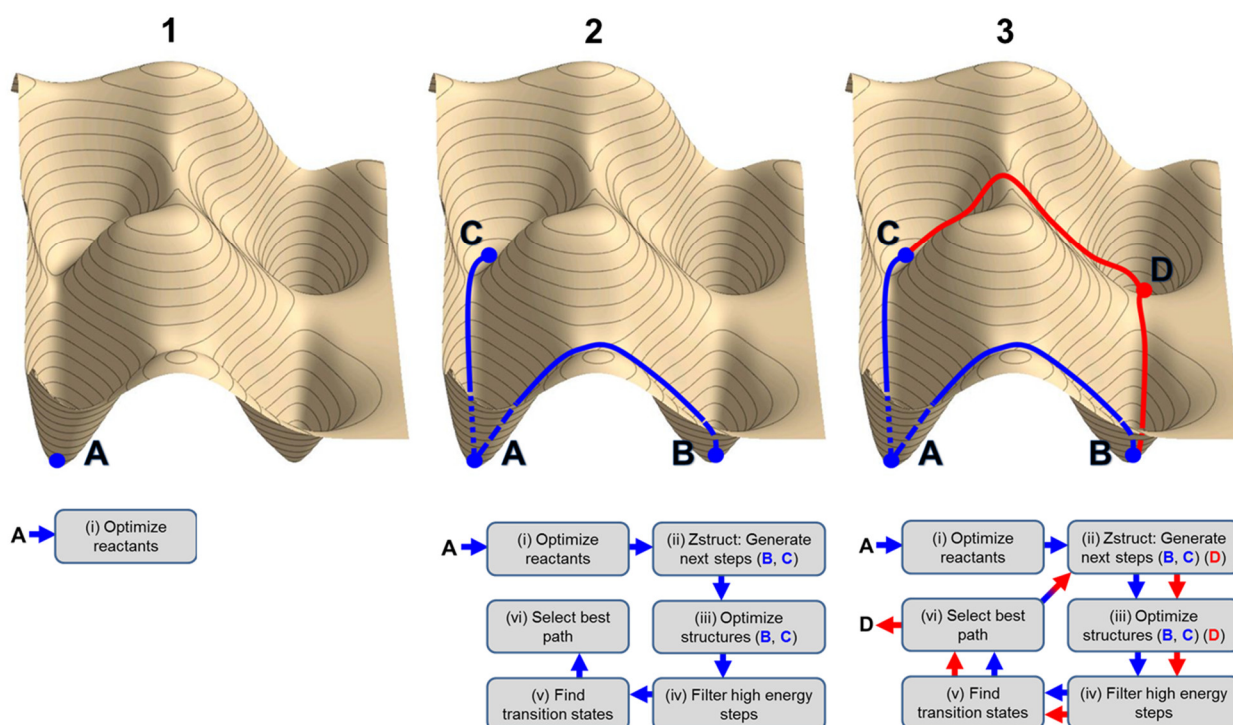 1
2
3
A
C
A
B
C
D
A
B
A
(i) Optimize
reactants
A
(i) Optimize
reactants
(ii) Zstruct: Generate
next steps (B, C)
(vi) Select best
path
(iii) Optimize
structures (B, C)
(v) Find
transition states
(iv) Filter high energy
steps
A
(i) Optimize
reactants
(ii) Zstruct: Generate
next steps (B, C) (D)
D
(vi) Select best
path
(iii) Optimize
structures (B, C) (D)
(v) Find
transition states
(iv) Filter high energy
steps